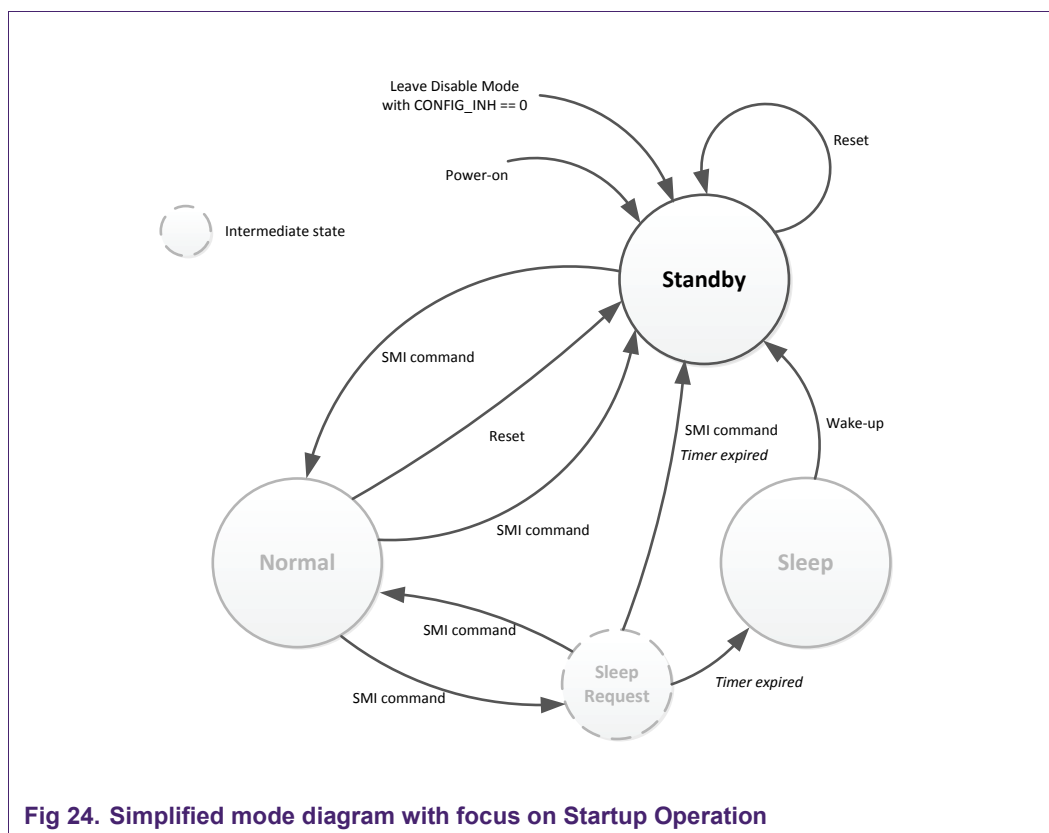 Leave Disable Mode
with CONFIG_INH == 0
Reset
Power-on
Intermediate state
Standby
SMI command
Reset
SMI command
Timer expired
Wake-up
SMI command
Normal
Sleep
SMI command
Sleep
Request
SMI command
Timer expired
Fig 24. Simplified mode diagram with focus on Startup Operation